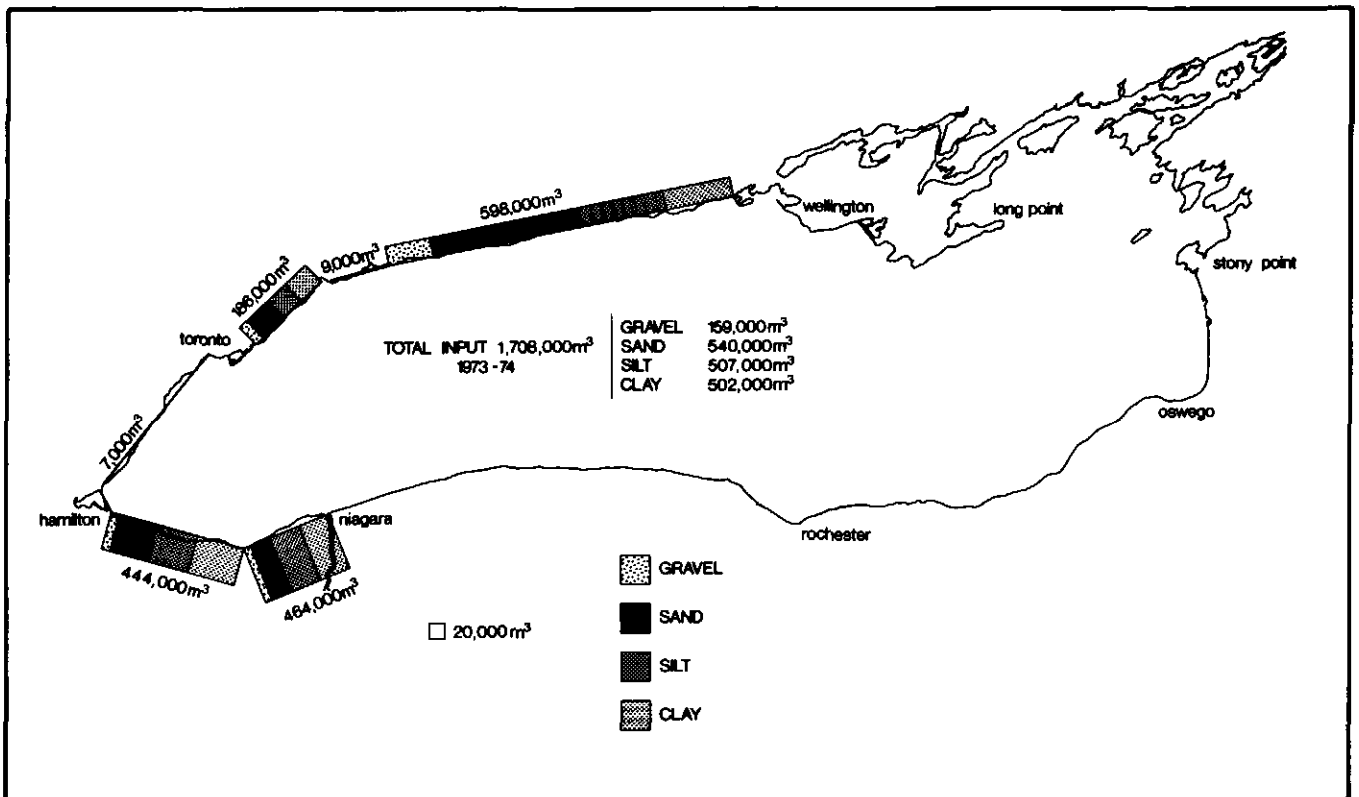 598,000m³
wellington
long point
stony point
9,000m³
186,000m³
toronto
TOTAL INPUT 1,708,000m³
1973-74
GRAVEL 159,000m³
SAND 540,000m³
SILT 507,000m³
CLAY 502,000m³
oswego
7,000m³
hamilton
niagara
rochester
444,000m³
464,000m³
20,000m³
GRAVEL
SAND
SILT
CLAY